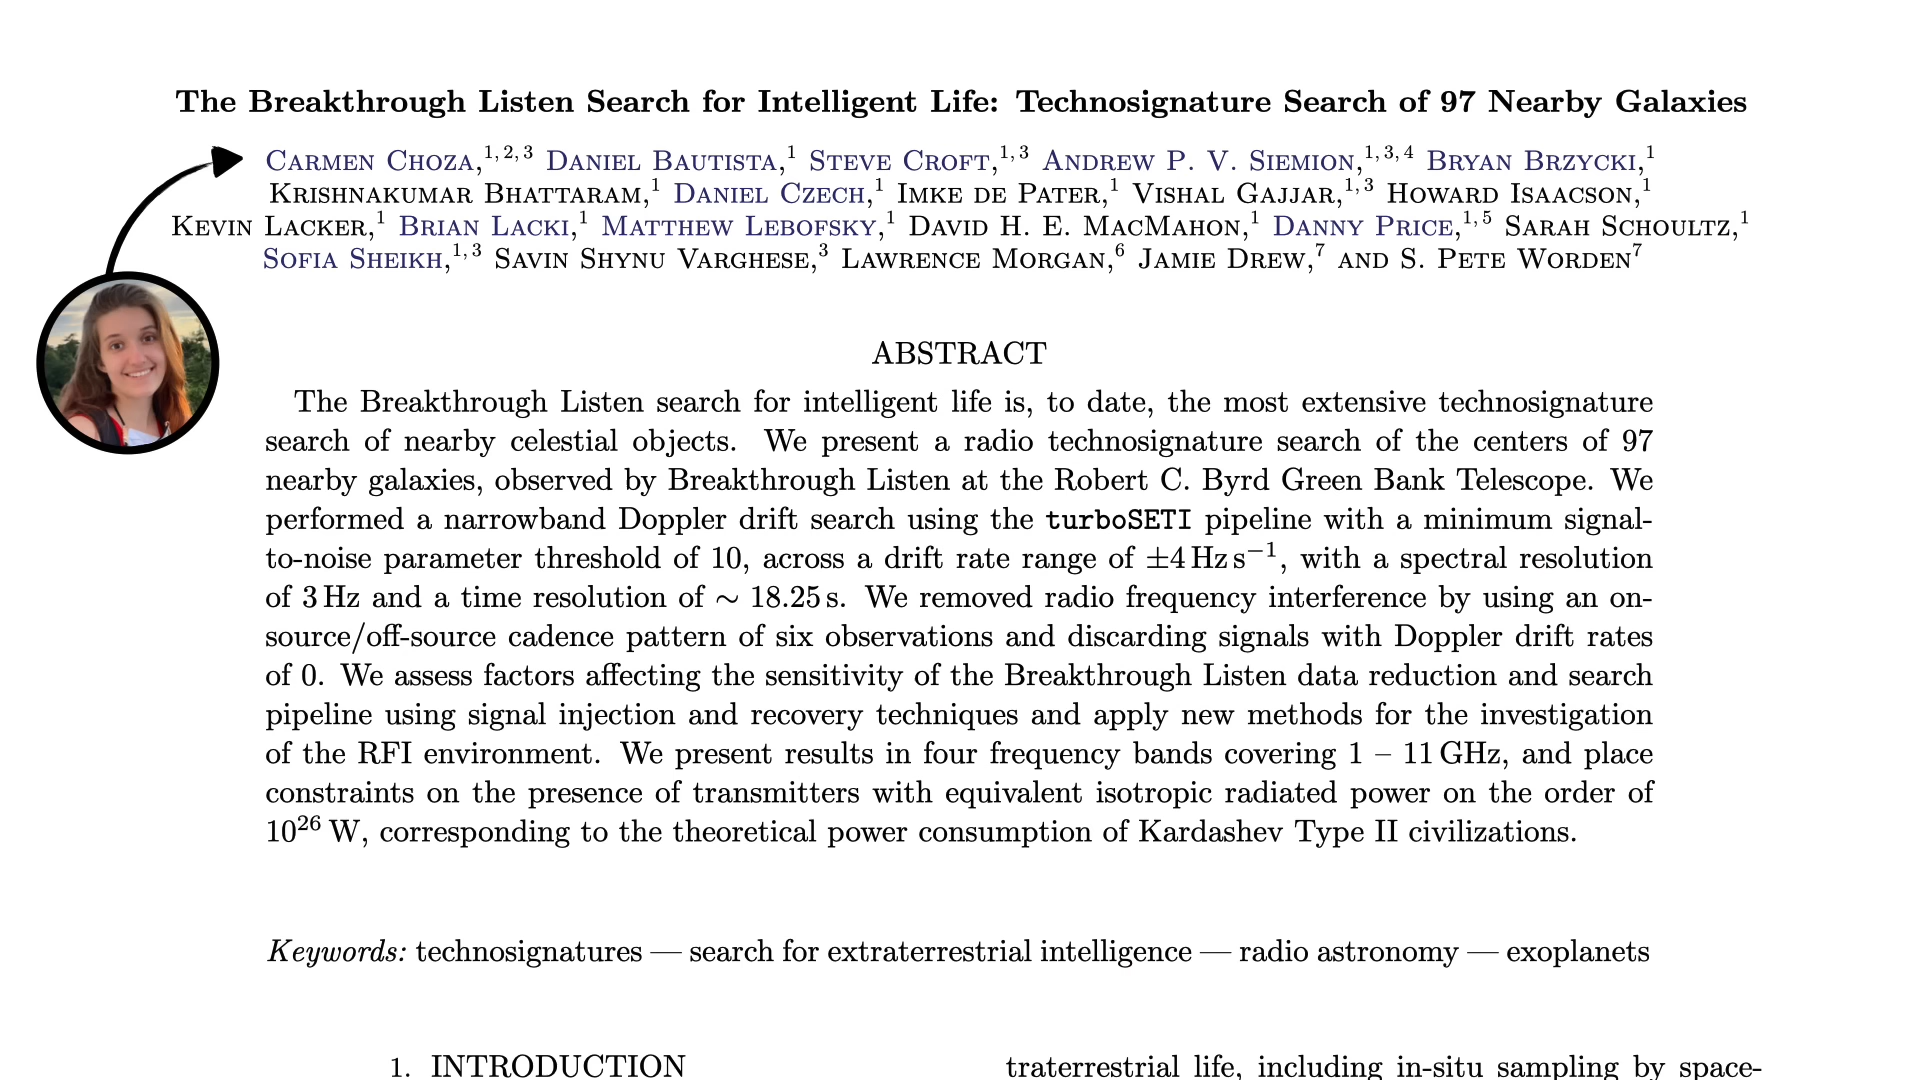 The Breakthrough Listen Search for Intelligent Life: Technosignature Search of 97 Nearby Galaxies
Carmen Choza,1,2,3 Daniel Bautista,1 Steve Croft,1,3 Andrew P. V. Siemion,1,3,4 Bryan Brzycki,1
Krishnakumar Bhattaram,1 Daniel Czech,1 Imke de Pater,1 Vishal Gajjar,1,3 Howard Isaacson,1
Kevin Lacker,1 Brian Lacki,1 Matthew Lebofsky,1 David H. E. MacMahon,1 Danny Price,1,5 Sarah Schoultz,1
Sofia Sheikh,1,3 Savin Shynu Varghese,3 Lawrence Morgan,6 Jamie Drew,7 and S. Pete Worden7
ABSTRACT
The Breakthrough Listen search for intelligent life is, to date, the most extensive technosignature
search of nearby celestial objects. We present a radio technosignature search of the centers of 97
nearby galaxies, observed by Breakthrough Listen at the Robert C. Byrd Green Bank Telescope. We
performed a narrowband Doppler drift search using the turboSETI pipeline with a minimum signal-
to-noise parameter threshold of 10, across a drift rate range of ±4 Hz s−1, with a spectral resolution
of 3 Hz and a time resolution of ∼ 18.25 s. We removed radio frequency interference by using an on-
source/off-source cadence pattern of six observations and discarding signals with Doppler drift rates
of 0. We assess factors affecting the sensitivity of the Breakthrough Listen data reduction and search
pipeline using signal injection and recovery techniques and apply new methods for the investigation
of the RFI environment. We present results in four frequency bands covering 1 – 11 GHz, and place
constraints on the presence of transmitters with equivalent isotropic radiated power on the order of
10^26 W, corresponding to the theoretical power consumption of Kardashev Type II civilizations.
Keywords: technosignatures — search for extraterrestrial intelligence — radio astronomy — exoplanets
1. INTRODUCTION
traterrestrial life, including in-situ sampling by space-